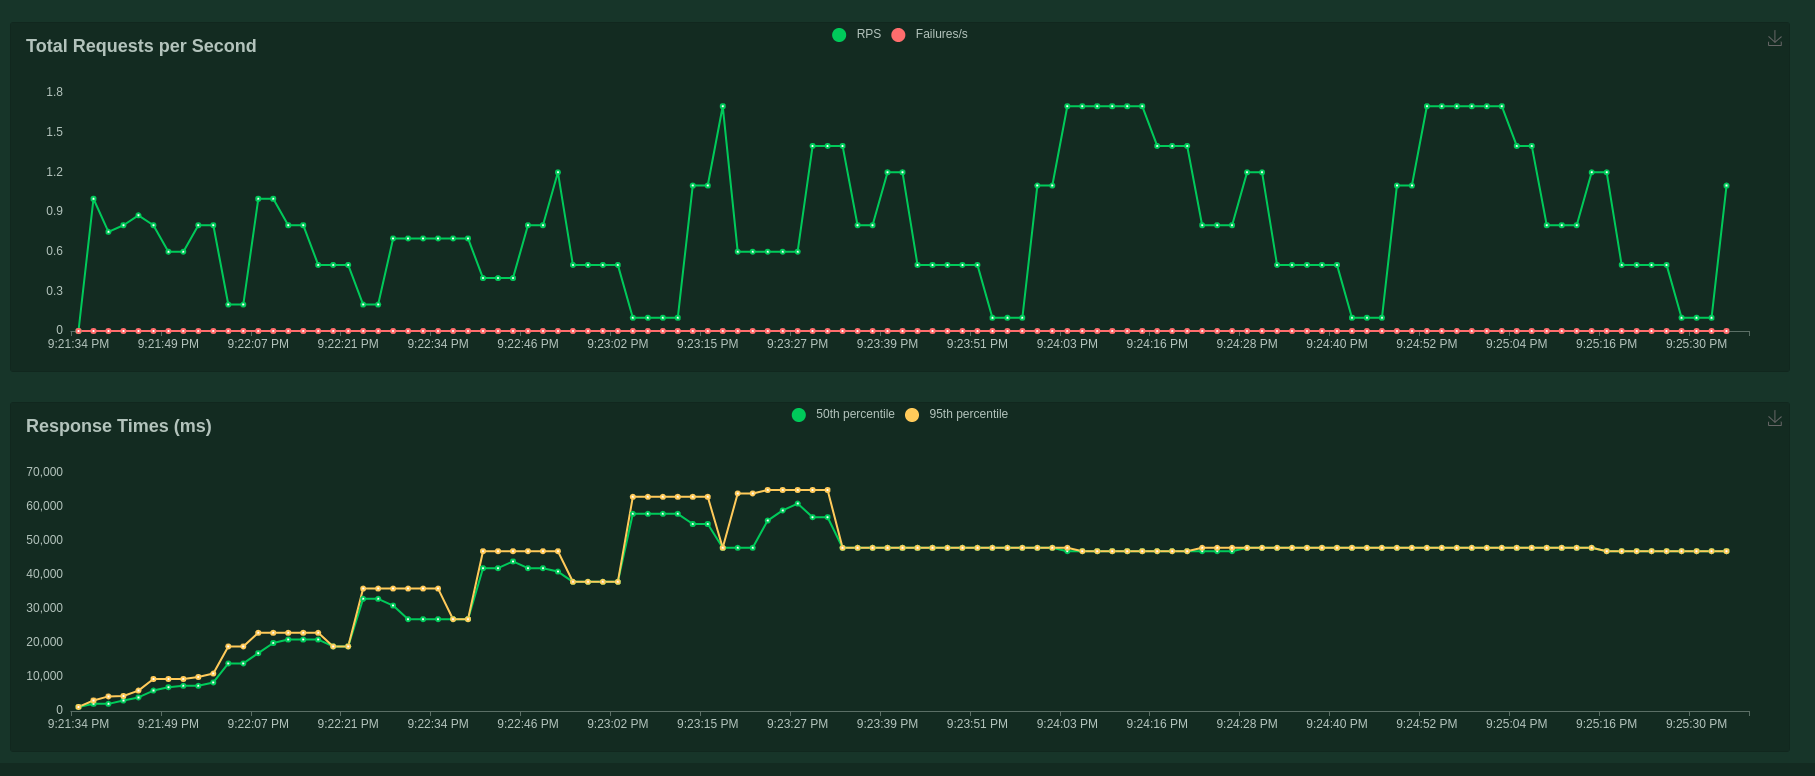 RPS Failures/s
Total Requests per Second
1.8
1.5
1.2
0.9
0.6
0.3
0
9:21:34 PM 9:21:49 PM 9:22:07 PM 9:22:21 PM 9:22:34 PM 9:22:46 PM 9:23:02 PM 9:23:15 PM 9:23:27 PM 9:23:39 PM 9:23:51 PM 9:24:03 PM 9:24:16 PM 9:24:28 PM 9:24:40 PM 9:24:52 PM 9:25:04 PM 9:25:16 PM 9:25:30 PM
50th percentile 95th percentile
Response Times (ms)
70,000
60,000
50,000
40,000
30,000
20,000
10,000
0
9:21:34 PM 9:21:49 PM 9:22:07 PM 9:22:21 PM 9:22:34 PM 9:22:46 PM 9:23:02 PM 9:23:15 PM 9:23:27 PM 9:23:39 PM 9:23:51 PM 9:24:03 PM 9:24:16 PM 9:24:28 PM 9:24:40 PM 9:24:52 PM 9:25:04 PM 9:25:16 PM 9:25:30 PM